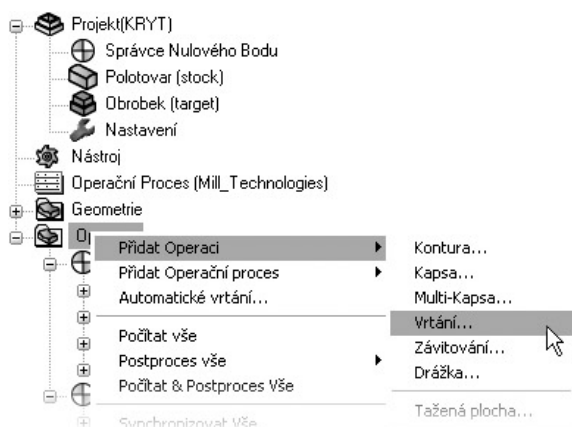 Projekt(KRYT)
Správce Nulového Bodu
Polotovar (stock)
Obrobek (target)
Nastavení
Nástroj
Operační Proces (Mill_Technologies)
Geometrie
Přidat Operaci
Přidat Operační proces
Automatické vrtání...
Počítat vše
Postproces vše
Počítat & Postproces Vše
Synchronizovat Vše
Kontura...
Kapsa...
Multi-Kapsa...
Vrtání...
Závitování...
Drážka...
Tažená plocha...